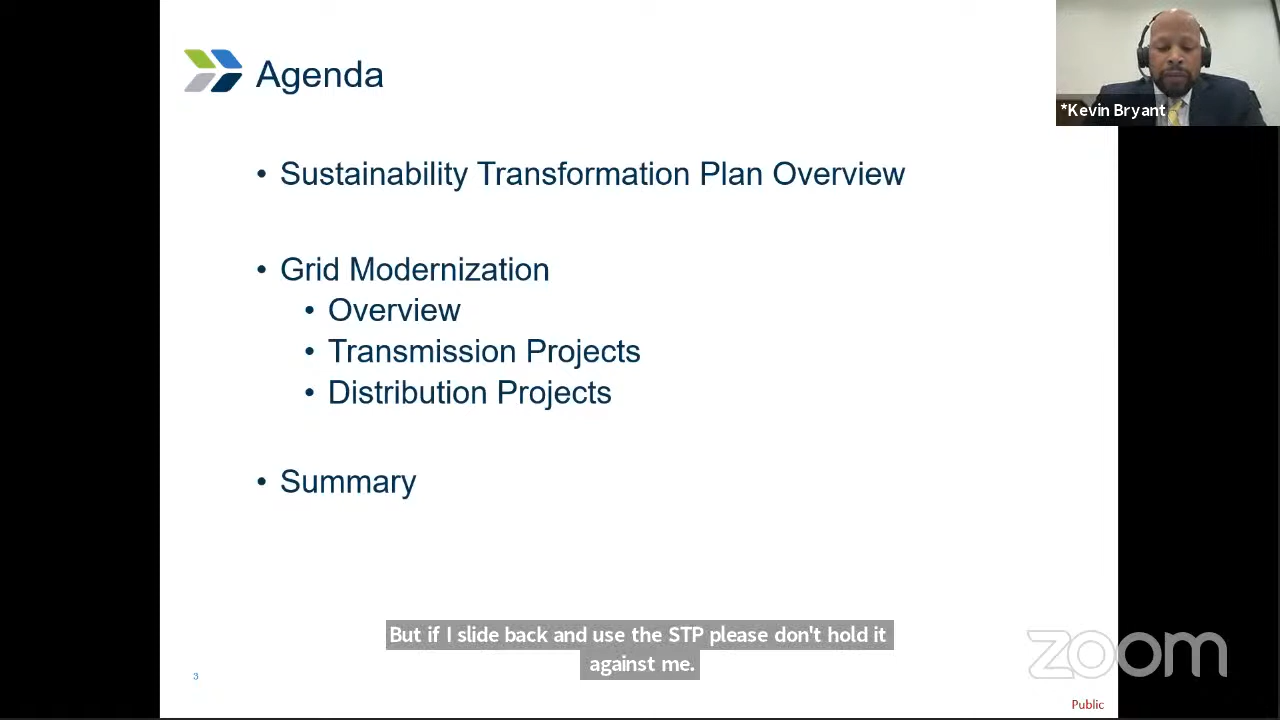 Agenda
*Kevin Bryant
• Sustainability Transformation Plan Overview
• Grid Modernization
• Overview
• Transmission Projects
• Distribution Projects
• Summary
But if I slide back and use the STP please don't hold it
against me.
zoom
3
Public